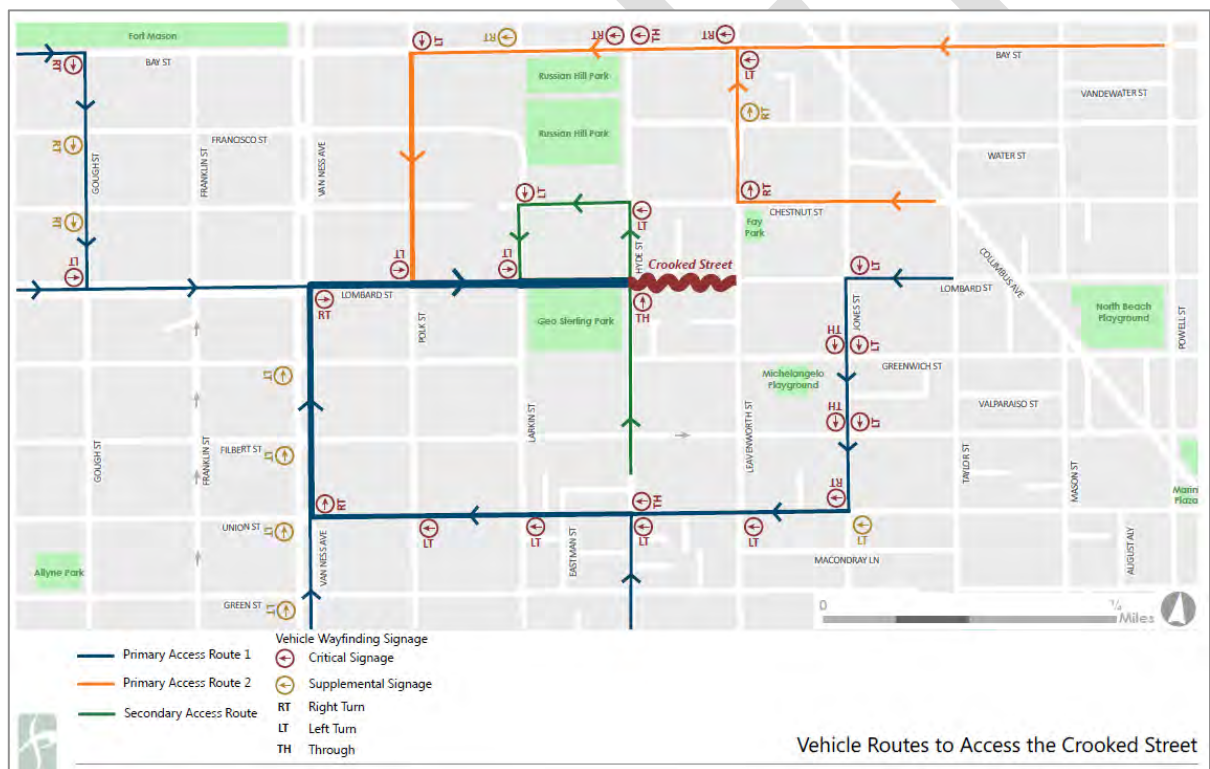 Fort Mason
BAY ST
RT
LT
RT
RT
TH
RT
LT
BAY ST
Russian Hill Park
VANDEWATER ST
RT
RT
Russian Hill Park
FRANCISCO ST
WATER ST
GOUGH ST
FRANKLIN ST
VAN NESS AVE
LT
RT
CHESTNUT ST
RT
LT
Fay
Park
HYDE ST
COLUMBUS AVE
LT
LT
LT
Crooked Street
LT
LOMBARD ST
LOMBARD ST
RT
POLK ST
Geo Sterling Park
TH
JONES ST
North Beach
Playground
POWELL ST
TH
LT
GREENWICH ST
LT
Michelangelo
Playground
VALPARAISO ST
LARKIN ST
TH
LT
LEAVENWORTH ST
GOUGH ST
FRANKLIN ST
FILBERT ST
LT
TAYLOR ST
MASON ST
Marin
Plaza
RT
RT
TH
UNION ST
LT
LT
LT
LT
LT
LT
VAN NESS AVE
EASTMAN ST
MACONDRAY LN
AUGUST ALY
Allyne Park
GREEN ST
LT
0
¼
Miles
Vehicle Wayfinding Signage
Primary Access Route 1
Critical Signage
Primary Access Route 2
Supplemental Signage
Secondary Access Route
RT Right Turn
LT Left Turn
TH Through
Vehicle Routes to Access the Crooked Street